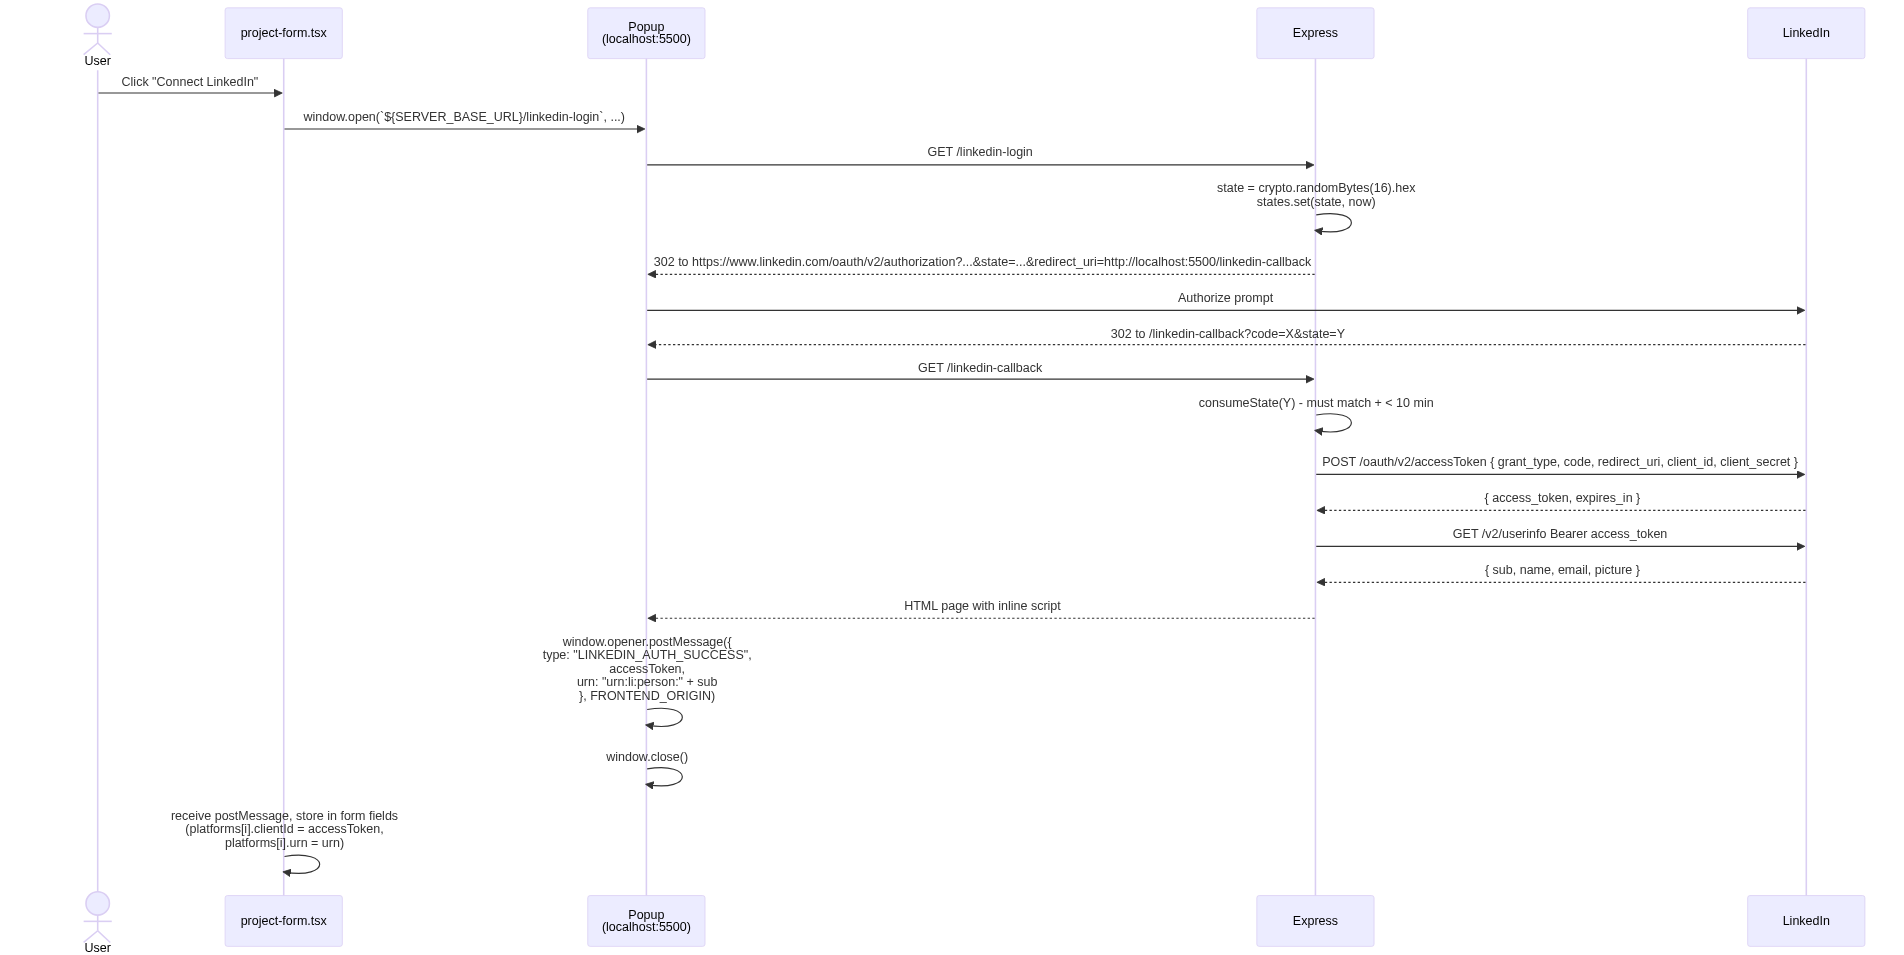 User
project-form.tsx
Popup
(localhost:5500)
Express
LinkedIn
Click "Connect LinkedIn"
window.open(`${SERVER_BASE_URL}/linkedin-login`, ...)
GET /linkedin-login
state = crypto.randomBytes(16).hex
states.set(state, now)
302 to https://www.linkedin.com/oauth/v2/authorization?...&state=...&redirect_uri=http://localhost:5500/linkedin-callback
Authorize prompt
302 to /linkedin-callback?code=X&state=Y
GET /linkedin-callback
consumeState(Y) - must match + < 10 min
POST /oauth/v2/accessToken { grant_type, code, redirect_uri, client_id, client_secret }
{ access_token, expires_in }
GET /v2/userinfo Bearer access_token
{ sub, name, email, picture }
HTML page with inline script
window.opener.postMessage({
type: "LINKEDIN_AUTH_SUCCESS",
accessToken,
urn: "urn:li:person:" + sub
}, FRONTEND_ORIGIN)
window.close()
receive postMessage, store in form fields
(platforms[i].clientId = accessToken,
platforms[i].urn = urn)
User
project-form.tsx
Popup
(localhost:5500)
Express
LinkedIn